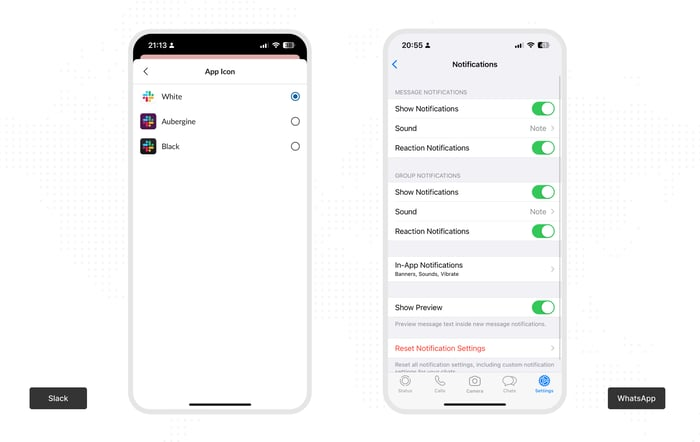 21:13
App Icon
White
Aubergine
Black
Slack
20:55
Notifications
MESSAGE NOTIFICATIONS
Show Notifications
Sound Note
Reaction Notifications
GROUP NOTIFICATIONS
Show Notifications
Sound Note
Reaction Notifications
In-App Notifications
Banners, Sounds, Vibrate
Show Preview
Preview message text inside new message notifications.
Reset Notification Settings
Reset all notification settings, including custom notification
settings for your chats.
Status Calls Camera Chats Settings
WhatsApp